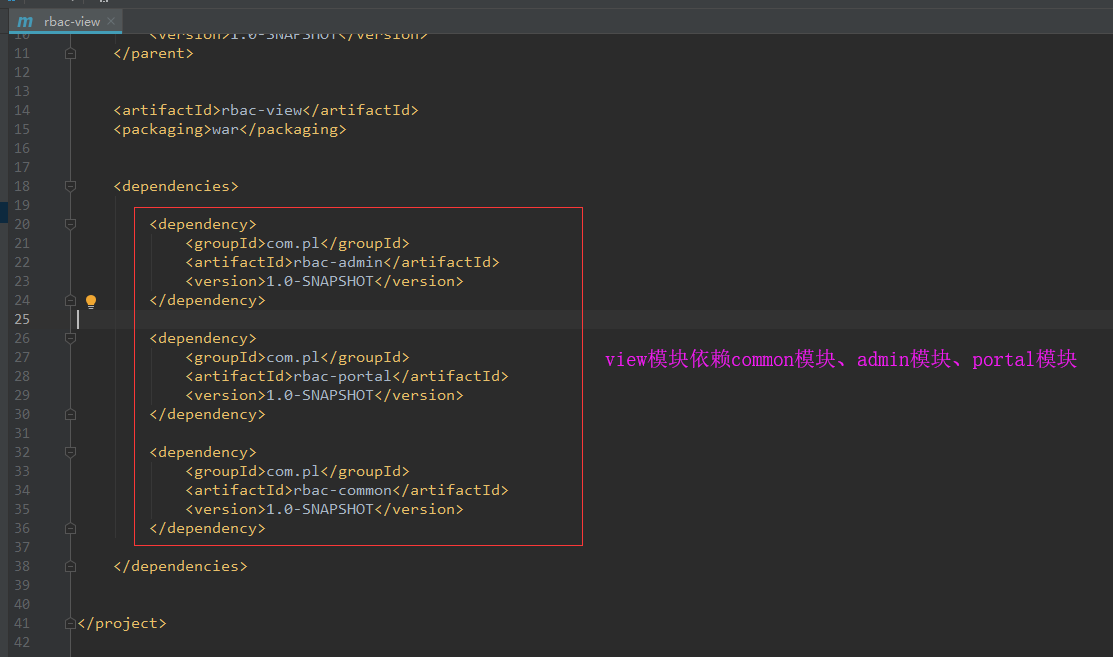 rbac-view
10 <version>1.0-SNAPSHOT</version>
11 </parent>
12
13
14 <artifactId>rbac-view</artifactId>
15 <packaging>war</packaging>
16
17
18 <dependencies>
19
20 <dependency>
21 <groupId>com.pl</groupId>
22 <artifactId>rbac-admin</artifactId>
23 <version>1.0-SNAPSHOT</version>
24 </dependency>
25
26 <dependency>
27 <groupId>com.pl</groupId>
view模块依赖common模块、admin模块、portal模块
28 <artifactId>rbac-portal</artifactId>
29 <version>1.0-SNAPSHOT</version>
30 </dependency>
31
32 <dependency>
33 <groupId>com.pl</groupId>
34 <artifactId>rbac-common</artifactId>
35 <version>1.0-SNAPSHOT</version>
36 </dependency>
37
38 </dependencies>
39
40
41 </project>
42